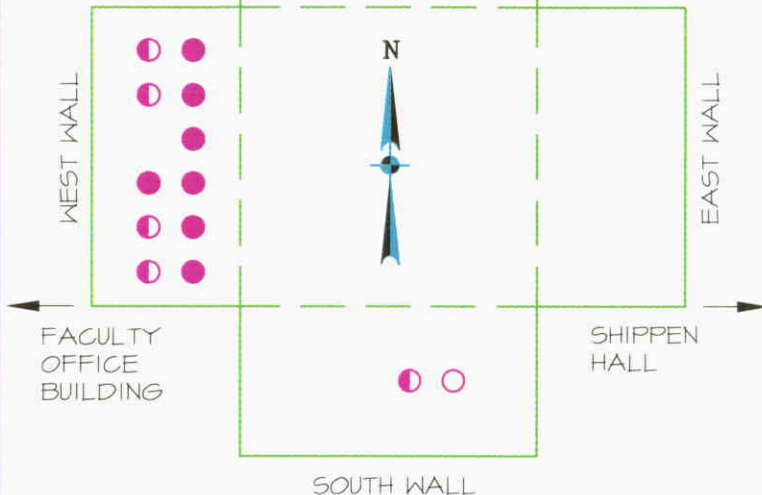 N
WEST WALL
EAST WALL
FACULTY
OFFICE
BUILDING
SHIPPEN
HALL
SOUTH WALL